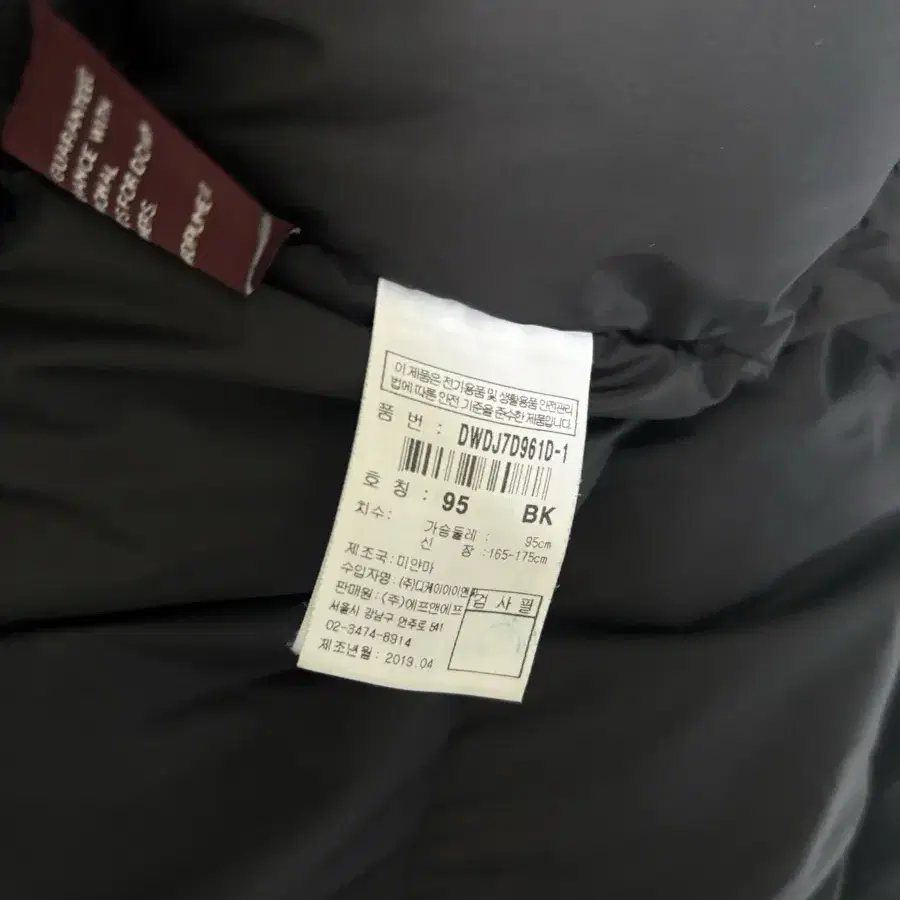 GUARANTEED
WITH
FOR DOWN
이 제품은 전기용품 및 생활용품 안전관리
법에 따른 안전 기준을 준수한 제품입니다.
품 번 : DWDJ7D961D-1
호 칭 : 95 BK
치수: 가슴둘레 : 95cm
신 장 :165-175cm
제조국:미얀마
수입자명 : (주)디케이아이앤
판매원 : (주)에프앤에프
서울시 강남구 언주로 541
02-3474-8914
제조년월 : 2019.04
검 사 필